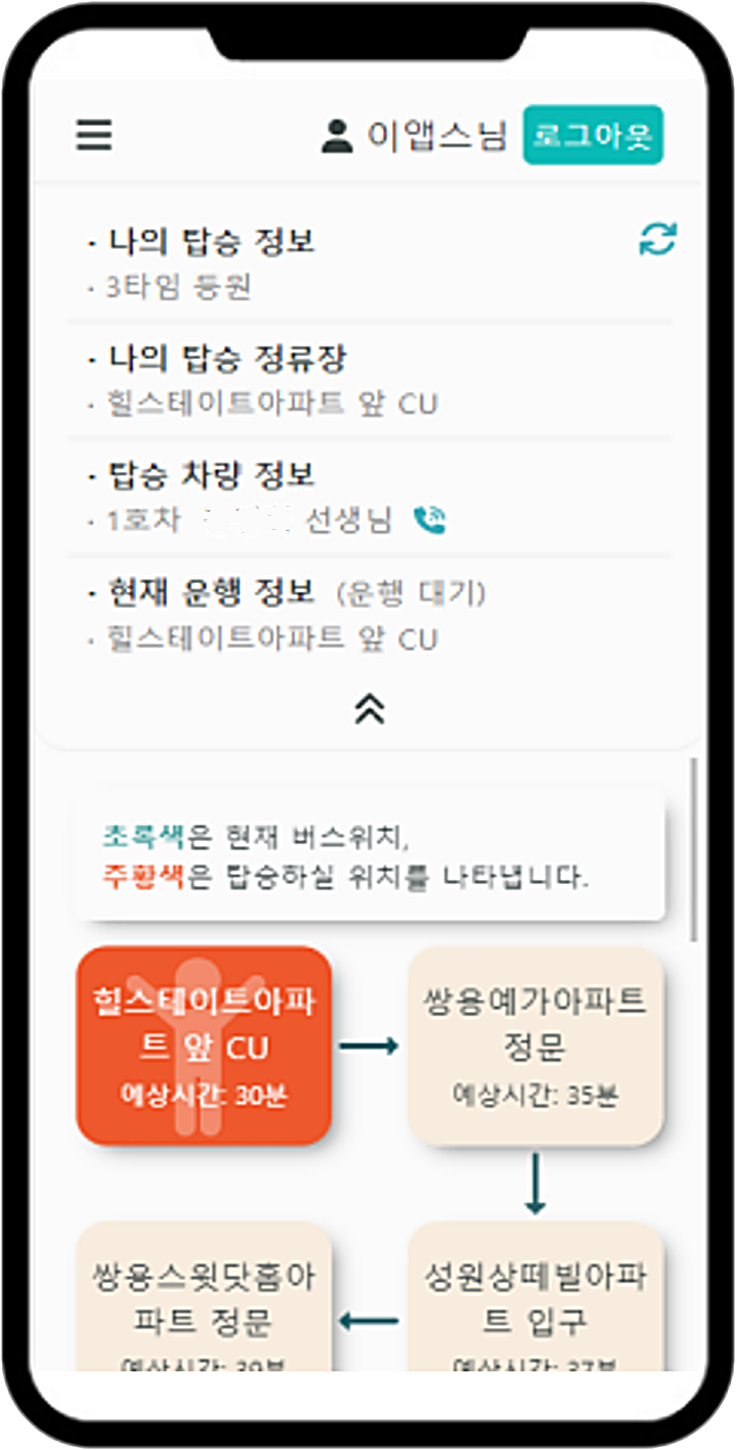 이앱스님 로그아웃
· 나의 탑승 정보
· 3타임 등원
· 나의 탑승 정류장
· 힐스테이트아파트 앞 CU
· 탑승 차량 정보
· 1호차 선생님
· 현재 운행 정보 (운행 대기)
· 힐스테이트아파트 앞 CU
초록색은 현재 버스위치,
주황색은 탑승하실 위치를 나타냅니다.
힐스테이트아파
트 앞 CU
예상시간: 30분
쌍용예가아파트
정문
예상시간: 35분
쌍용스윗닷홈아
파트 정문
예상시간: 39분
성원상떼빌아파
트 입구
예상시간: 37분